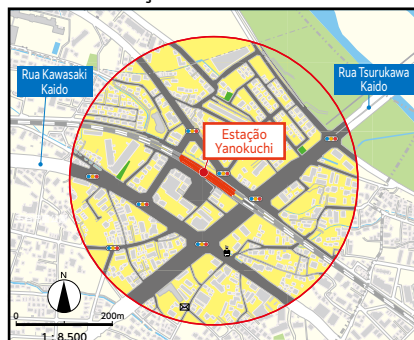 Rua Kawasaki
Kaido
Rua Tsurukawa
Kaido
Estação
Yanokuchi
N
0
200m
1 : 8,500